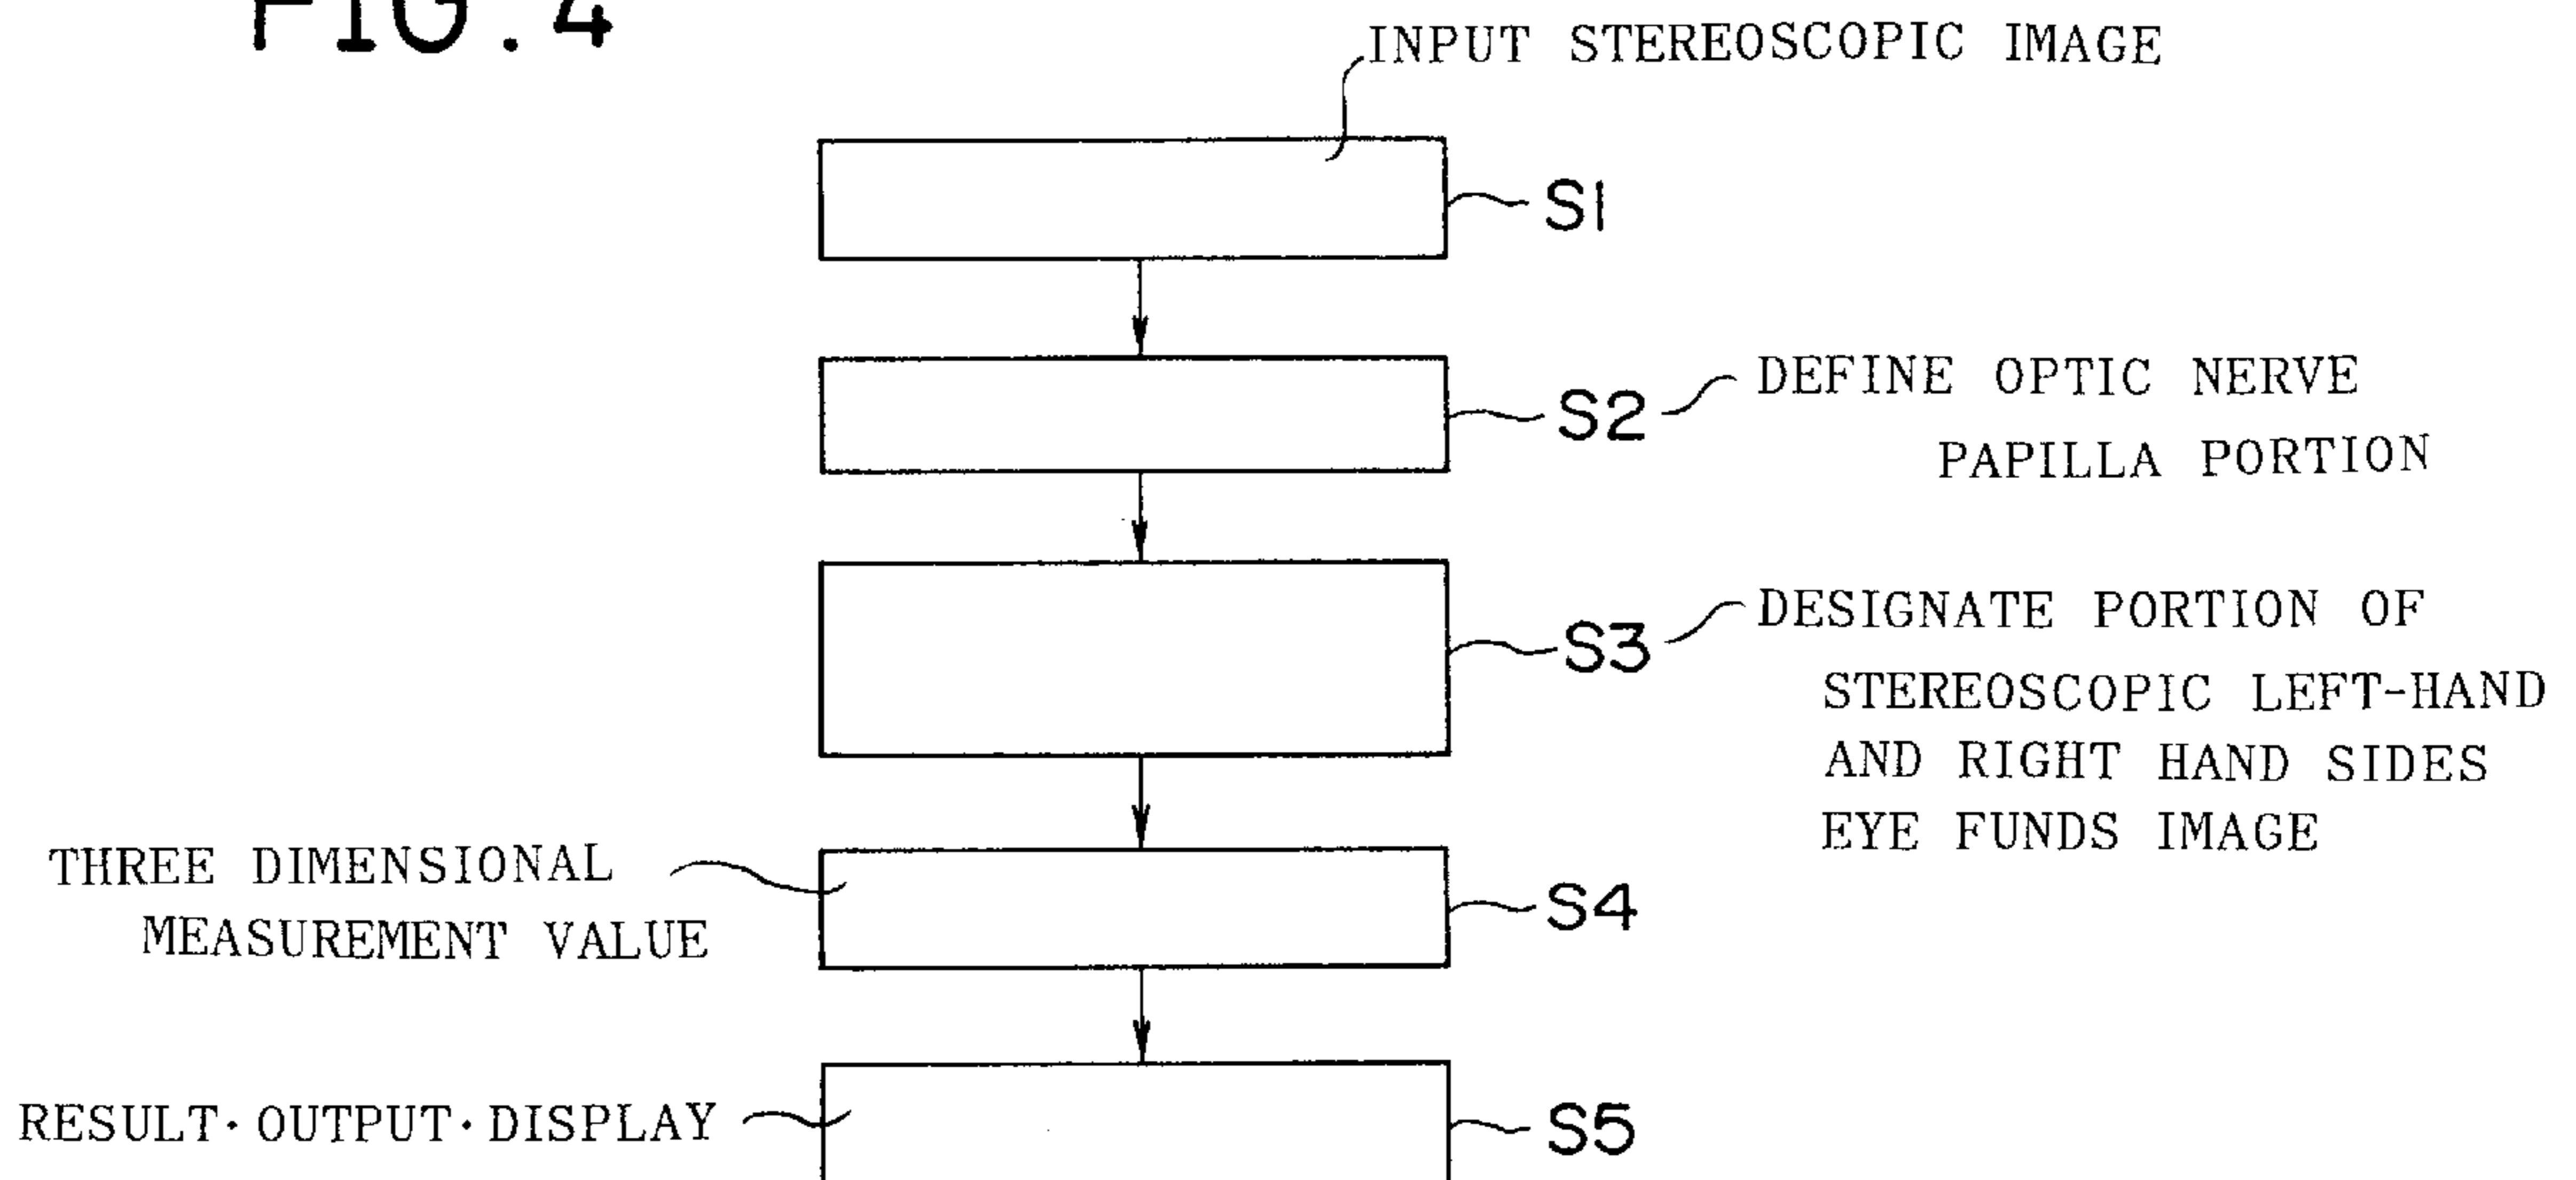 FIG. 4
INPUT STEREOSCOPIC IMAGE
S1
S2
DEFINE OPTIC NERVE
PAPILLA PORTION
S3
DESIGNATE PORTION OF
STEREOSCOPIC LEFT-HAND
AND RIGHT HAND SIDES
EYE FUNDS IMAGE
THREE DIMENSIONAL
MEASUREMENT VALUE
S4
RESULT·OUTPUT·DISPLAY
S5